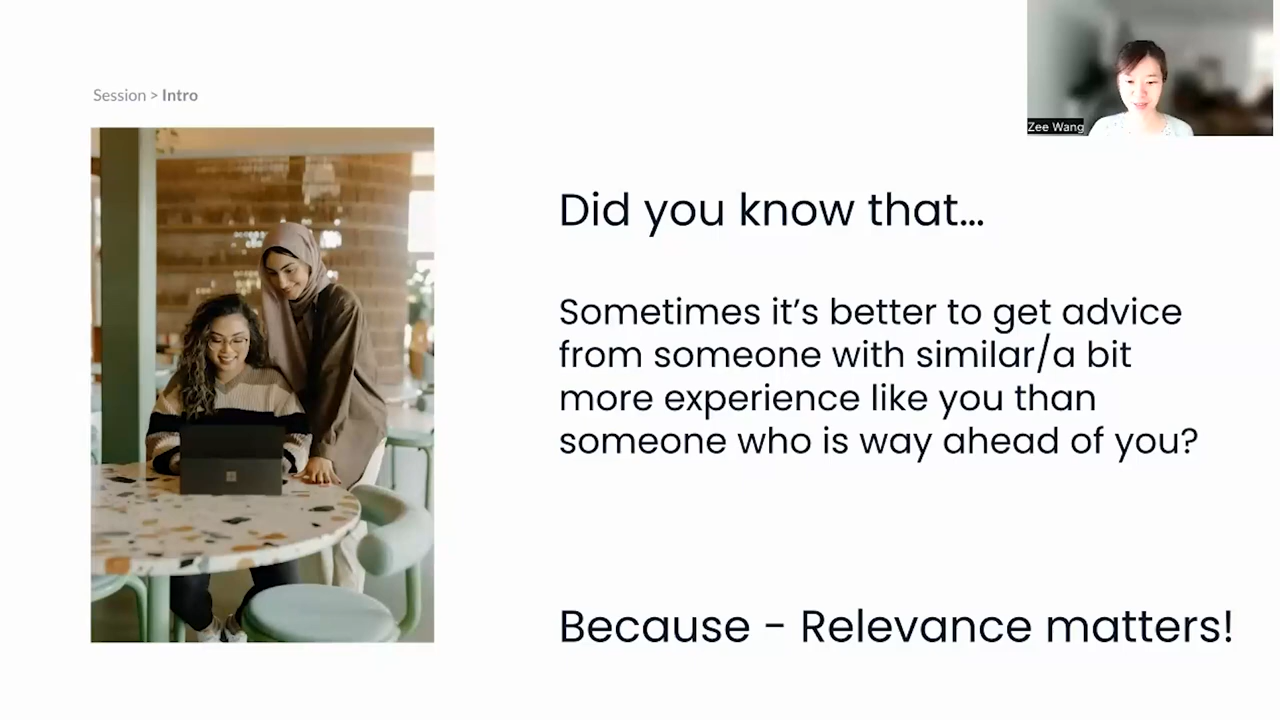 Session > Intro
Zee Wang
Did you know that...
Sometimes it's better to get advice
from someone with similar/a bit
more experience like you than
someone who is way ahead of you?
Because - Relevance matters!